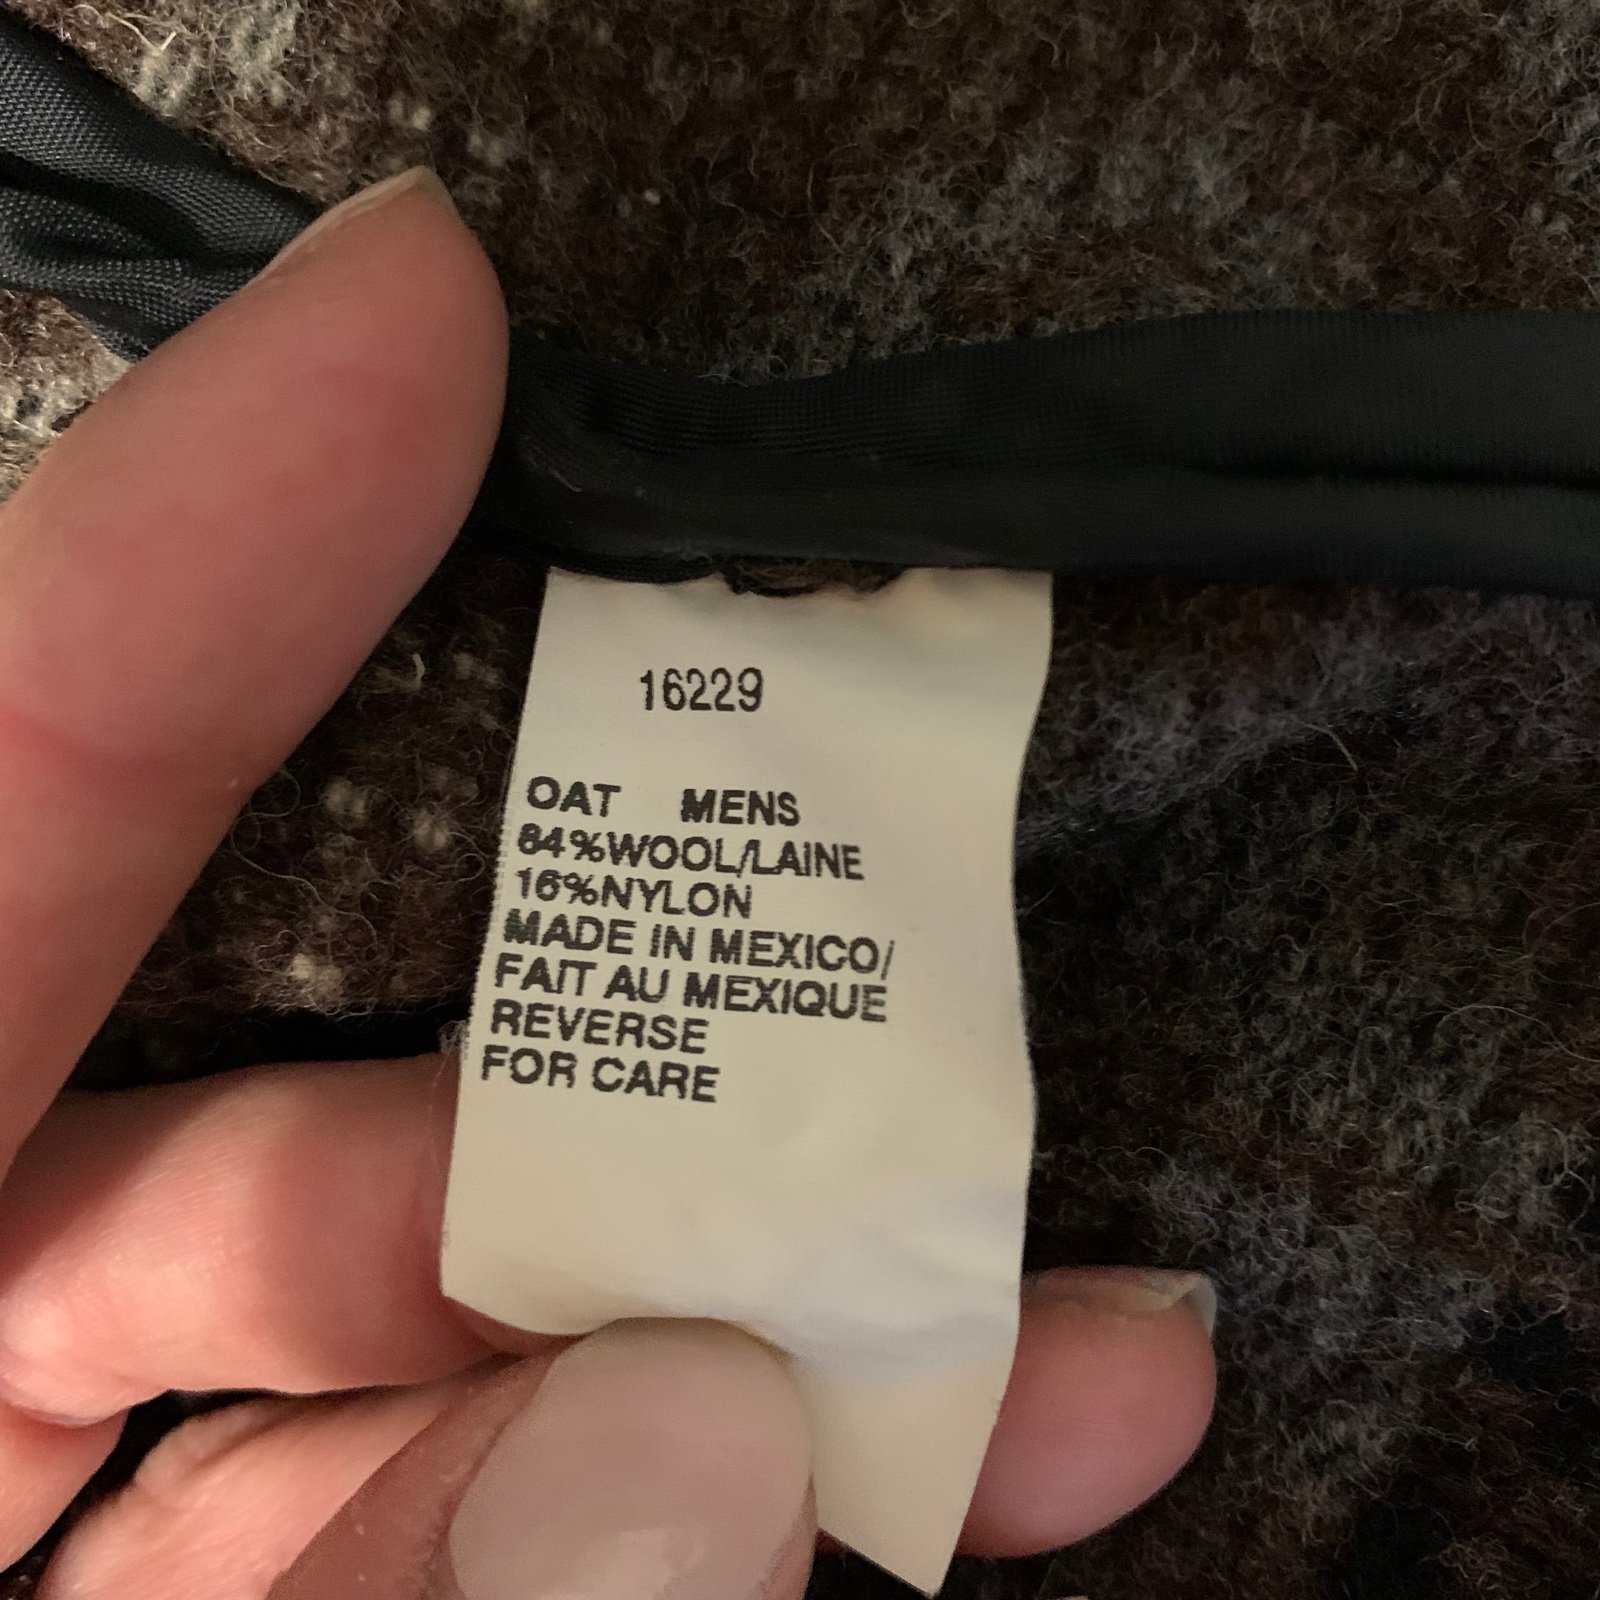 16229
OAT MENS
84%WOOL/LAINE
16%NYLON
MADE IN MEXICO/
FAIT AU MEXIQUE
REVERSE
FOR CARE